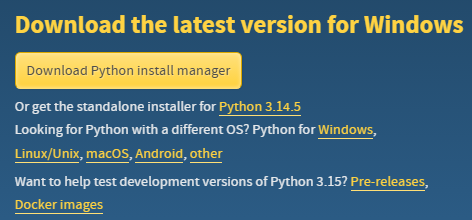 Download the latest version for Windows
Download Python install manager
Or get the standalone installer for Python 3.14.5
Looking for Python with a different OS? Python for Windows,
Linux/Unix, macOS, Android, other
Want to help test development versions of Python 3.15? Pre-releases,
Docker images